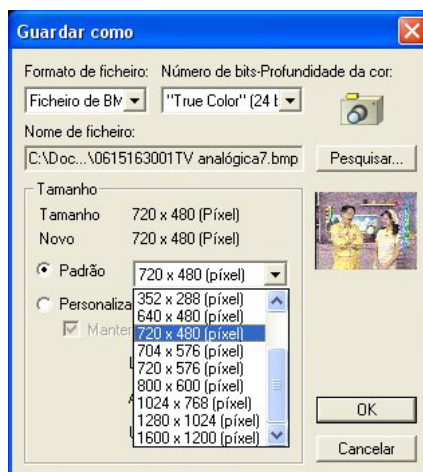 Guardar como
Formato de ficheiro: Número de bits-Profundidade da cor:
Ficheiro de BM "True Color" (24 b
Nome de ficheiro:
C:\Doc...\0615163001TV analógica7.bmp Pesquisar...
Tamanho
Tamanho 720 x 480 (Píxel)
Novo 720 x 480 (Píxel)
Padrão 720 x 480 (píxel)
Personaliza 352 x 288 (píxel)
640 x 480 (píxel)
Manter 720 x 480 (píxel)
704 x 576 (píxel)
720 x 576 (píxel)
800 x 600 (píxel)
1024 x 768 (píxel)
1280 x 1024 (píxel)
1600 x 1200 (píxel)
OK
Cancelar